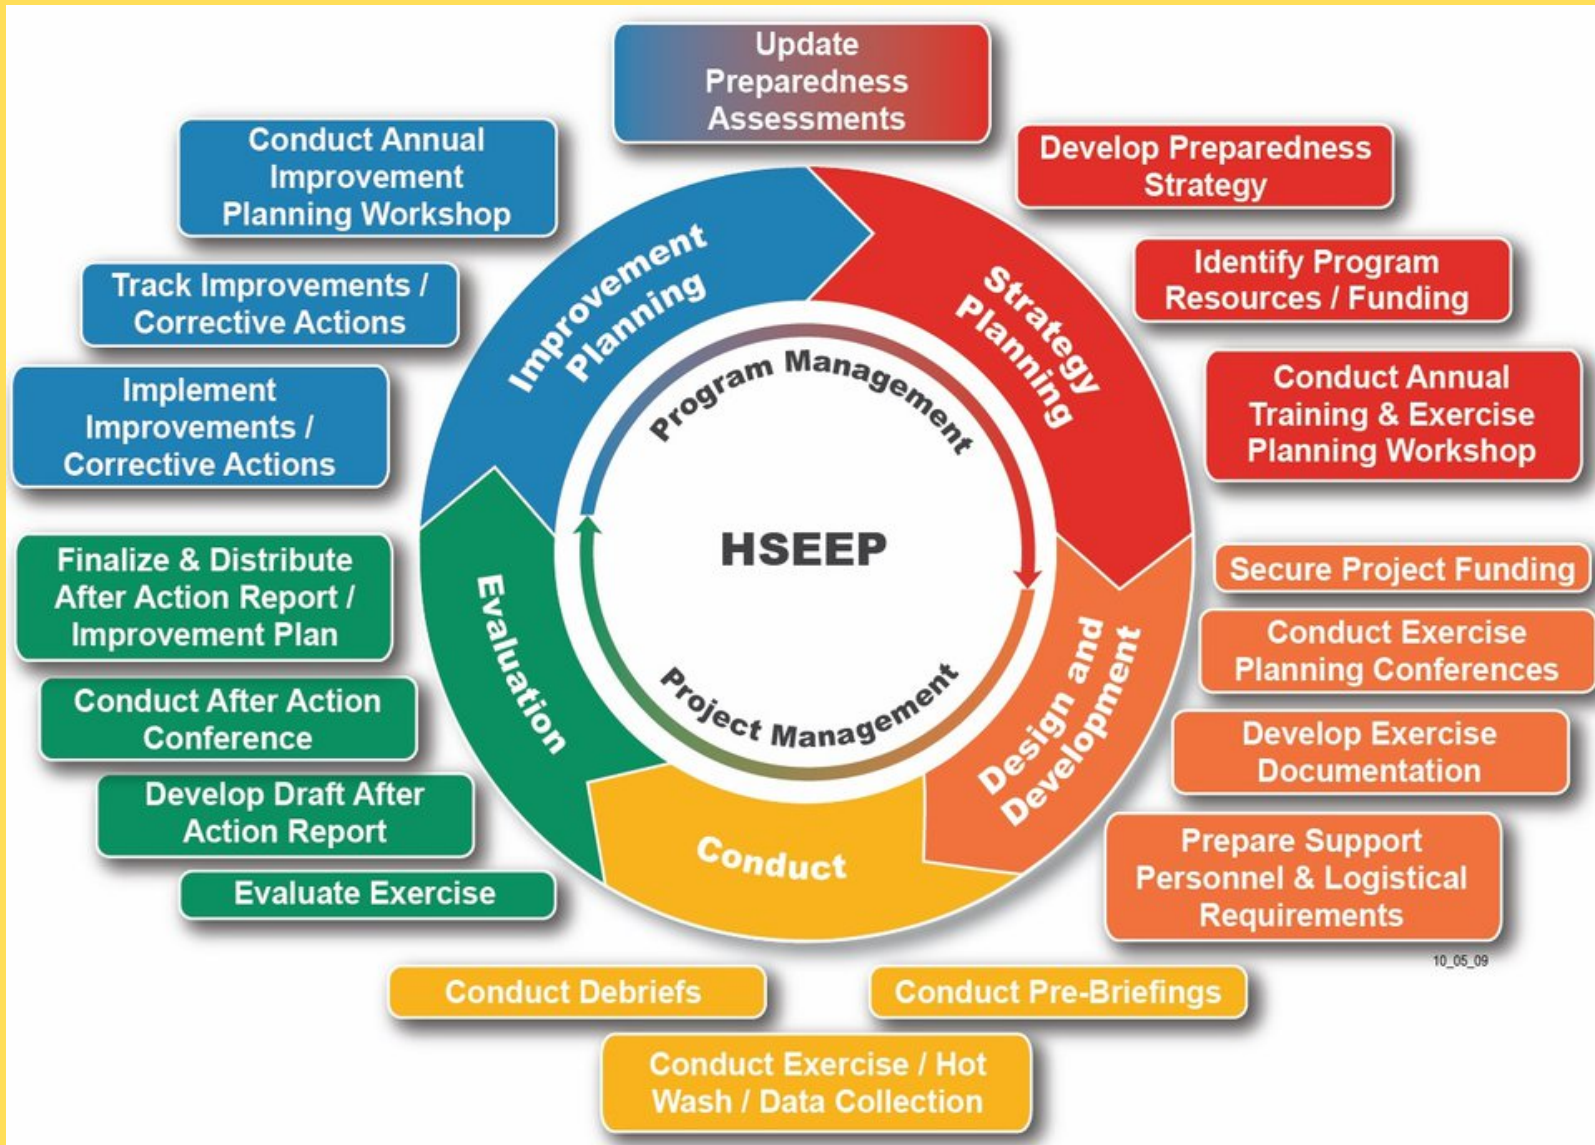 Update
Preparedness
Assessments
Develop Preparedness
Strategy
Identify Program
Resources / Funding
Conduct Annual
Training & Exercise
Planning Workshop
Secure Project Funding
Conduct Exercise
Planning Conferences
Develop Exercise
Documentation
Prepare Support
Personnel & Logistical
Requirements
10_05_09
Conduct Pre-Briefings
Conduct Exercise / Hot
Wash / Data Collection
Conduct Debriefs
Evaluate Exercise
Develop Draft After
Action Report
Conduct After Action
Conference
Finalize & Distribute
After Action Report /
Improvement Plan
Implement
Improvements /
Corrective Actions
Track Improvements /
Corrective Actions
Conduct Annual
Improvement
Planning Workshop
Improvement
Planning
Strategy
Planning
Design and
Development
Conduct
Evaluation
Program Management
HSEEP
Project Management